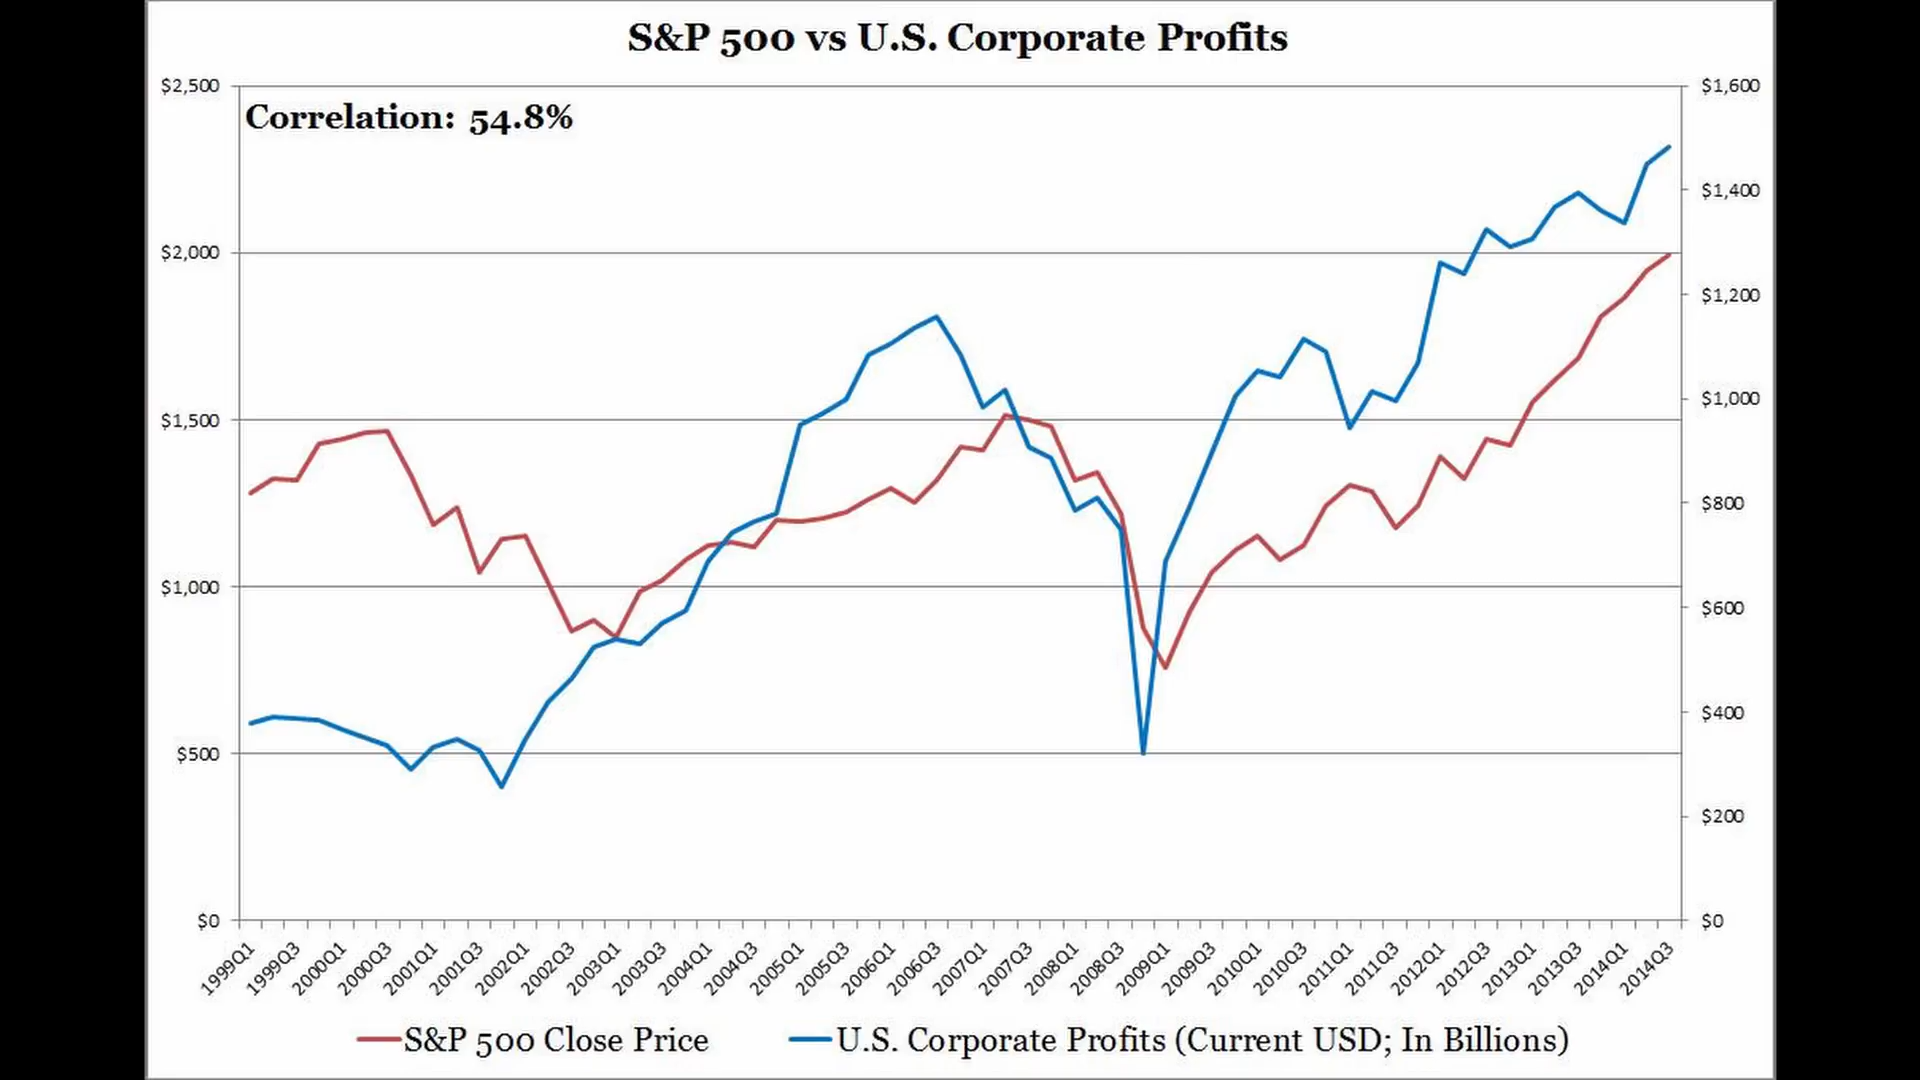 S&P 500 vs U.S. Corporate Profits
Correlation: 54.8%
$2,500
$2,000
$1,500
$1,000
$500
$0
$1,600
$1,400
$1,200
$1,000
$800
$600
$400
$200
$0
1999Q1
1999Q3
2000Q1
2000Q3
2001Q1
2001Q3
2002Q1
2002Q3
2003Q1
2003Q3
2004Q1
2004Q3
2005Q1
2005Q3
2006Q1
2006Q3
2007Q1
2007Q3
2008Q1
2008Q3
2009Q1
2009Q3
2010Q1
2010Q3
2011Q1
2011Q3
2012Q1
2012Q3
2013Q1
2013Q3
2014Q1
2014Q3
S&P 500 Close Price
U.S. Corporate Profits (Current USD; In Billions)